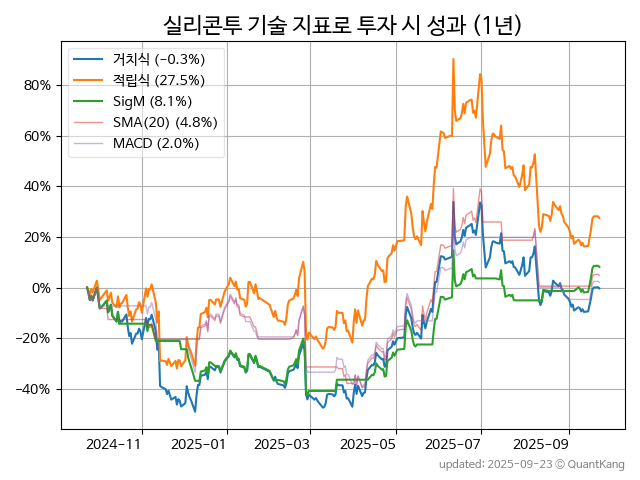 실리콘투 기술 지표로 투자 시 성과 (1년)
거치식 (−0.3%)
적립식 (27.5%)
SigM (8.1%)
SMA(20) (4.8%)
MACD (2.0%)
80%
60%
40%
20%
0%
−20%
−40%
2024-11 2025-01 2025-03 2025-05 2025-07 2025-09
updated: 2025-09-23 © QuantKang